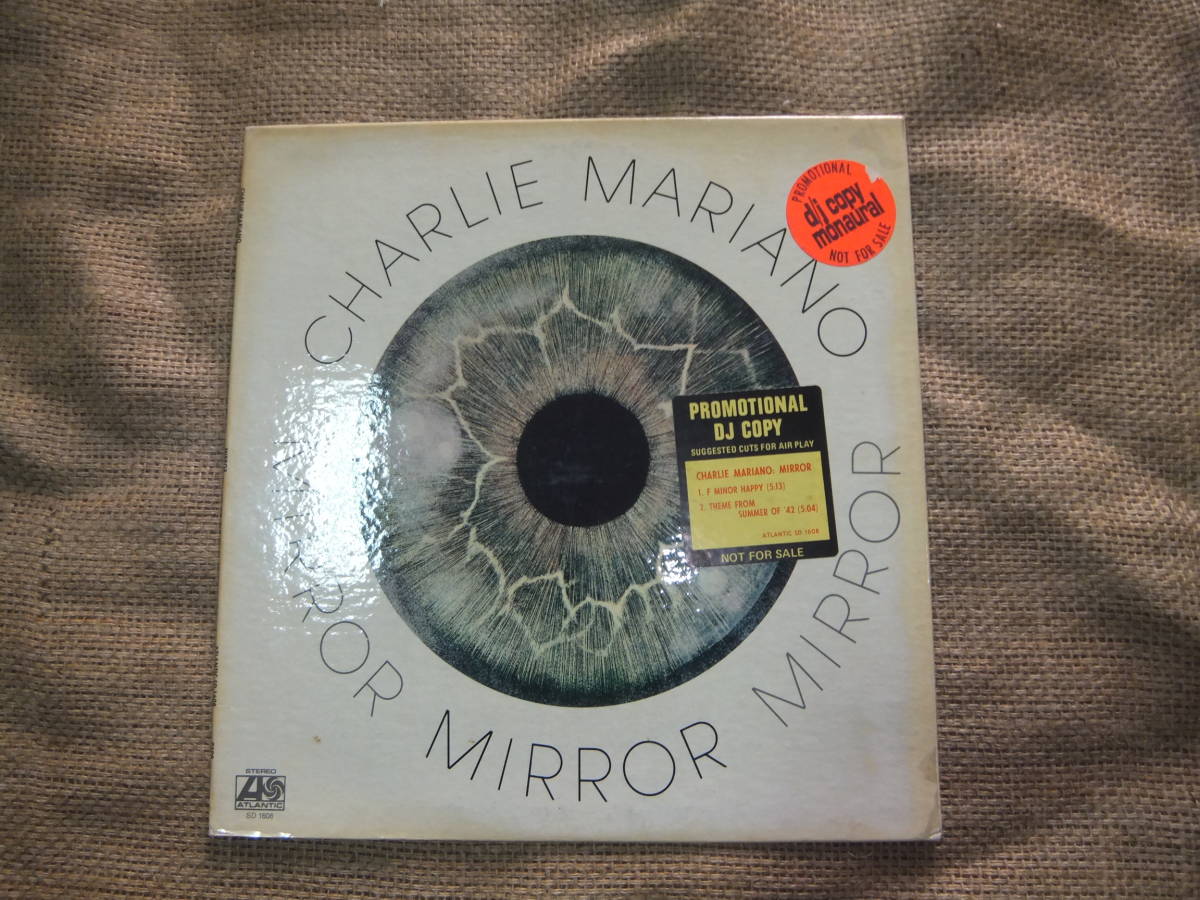 CHARLIE MARIANO
MIRROR MIRROR MIRROR
PROMOTIONAL
d/j copy
monaural
NOT FOR SALE
PROMOTIONAL
DJ COPY
SUGGESTED CUTS FOR AIR PLAY
CHARLIE MARIANO: MIRROR
1. F MINOR HAPPY (5:13)
2. THEME FROM
SUMMER OF '42 (5:04)
ATLANTIC SD 1608
NOT FOR SALE
STEREO
ATLANTIC
SD 1608